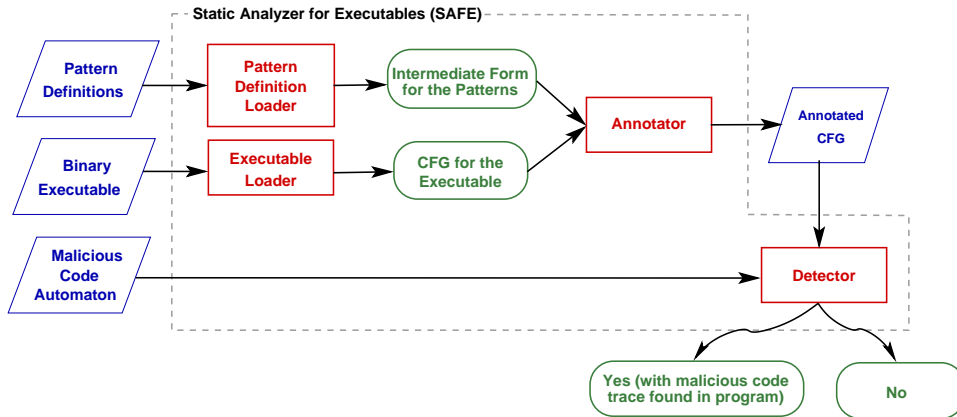 Static Analyzer for Executables (SAFE)
Pattern
Definitions
Pattern
Definition
Loader
Intermediate Form
for the Patterns
Annotator
Annotated
CFG
Binary
Executable
Executable
Loader
CFG for the
Executable
Malicious
Code
Automaton
Detector
Yes (with malicious code
trace found in program)
No